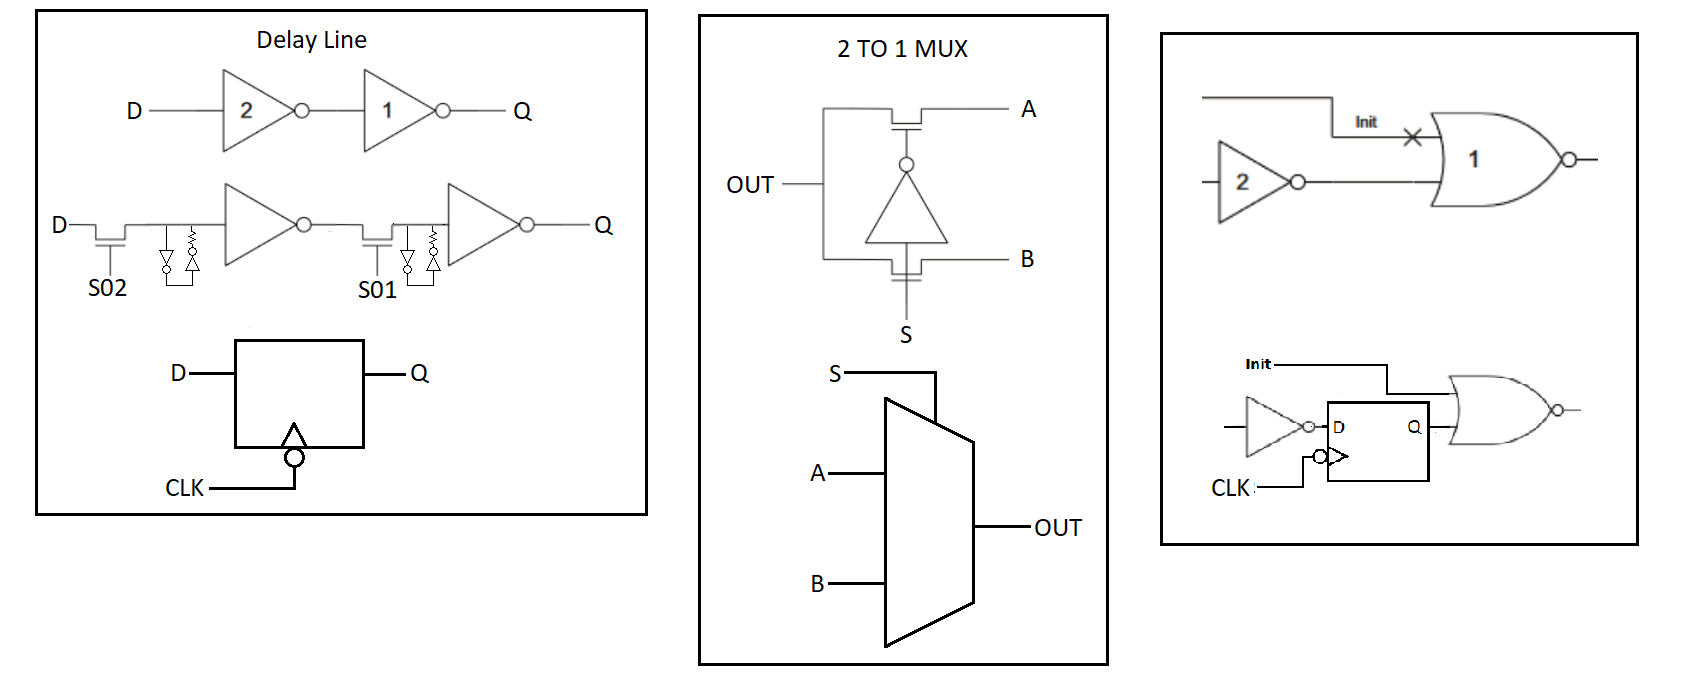 Delay Line
D 2 1 Q
D Q
S02 S01
D Q
CLK
2 TO 1 MUX
A
OUT
B
S
S
A
OUT
B
Init
1
2
Init
D Q
CLK